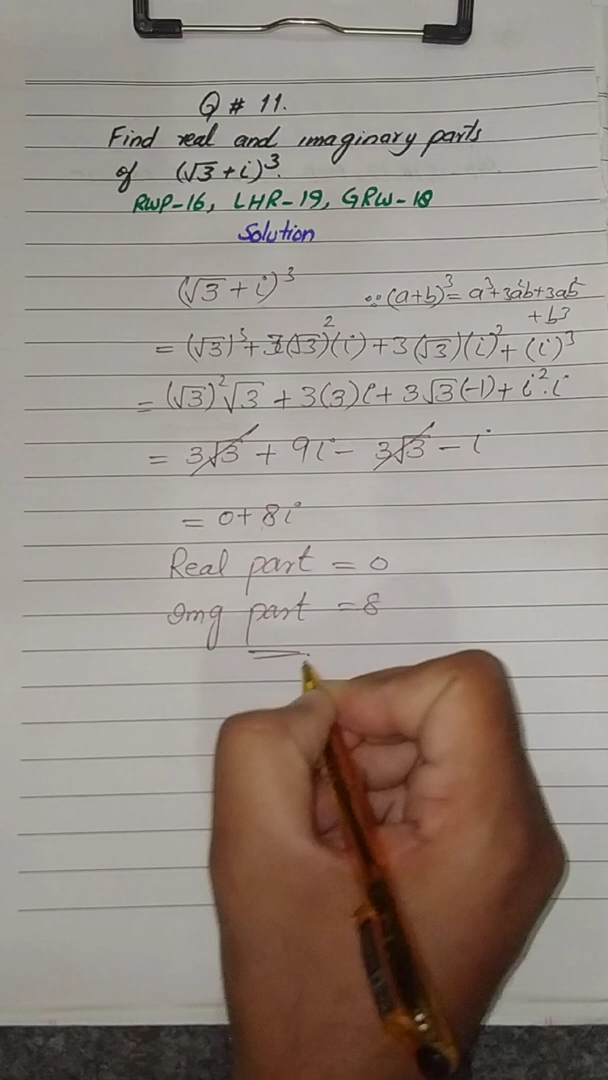 Q # 11.
Find real and imaginary parts
of (√3 + i)³.
RWP-16, LHR-19, GRW-18
Solution
(√3 + i)³ ∵ (a+b)³ = a³+3a²b+3ab²
+b³
= (√3)³ + 3(√3)²(i) + 3(√3)(i)² + (i)³
= (√3)²√3 + 3(3)i + 3√3(-1) + i².i
= 3√3 + 9i - 3√3 - i
= 0 + 8i
Real part = 0
Img part = 8